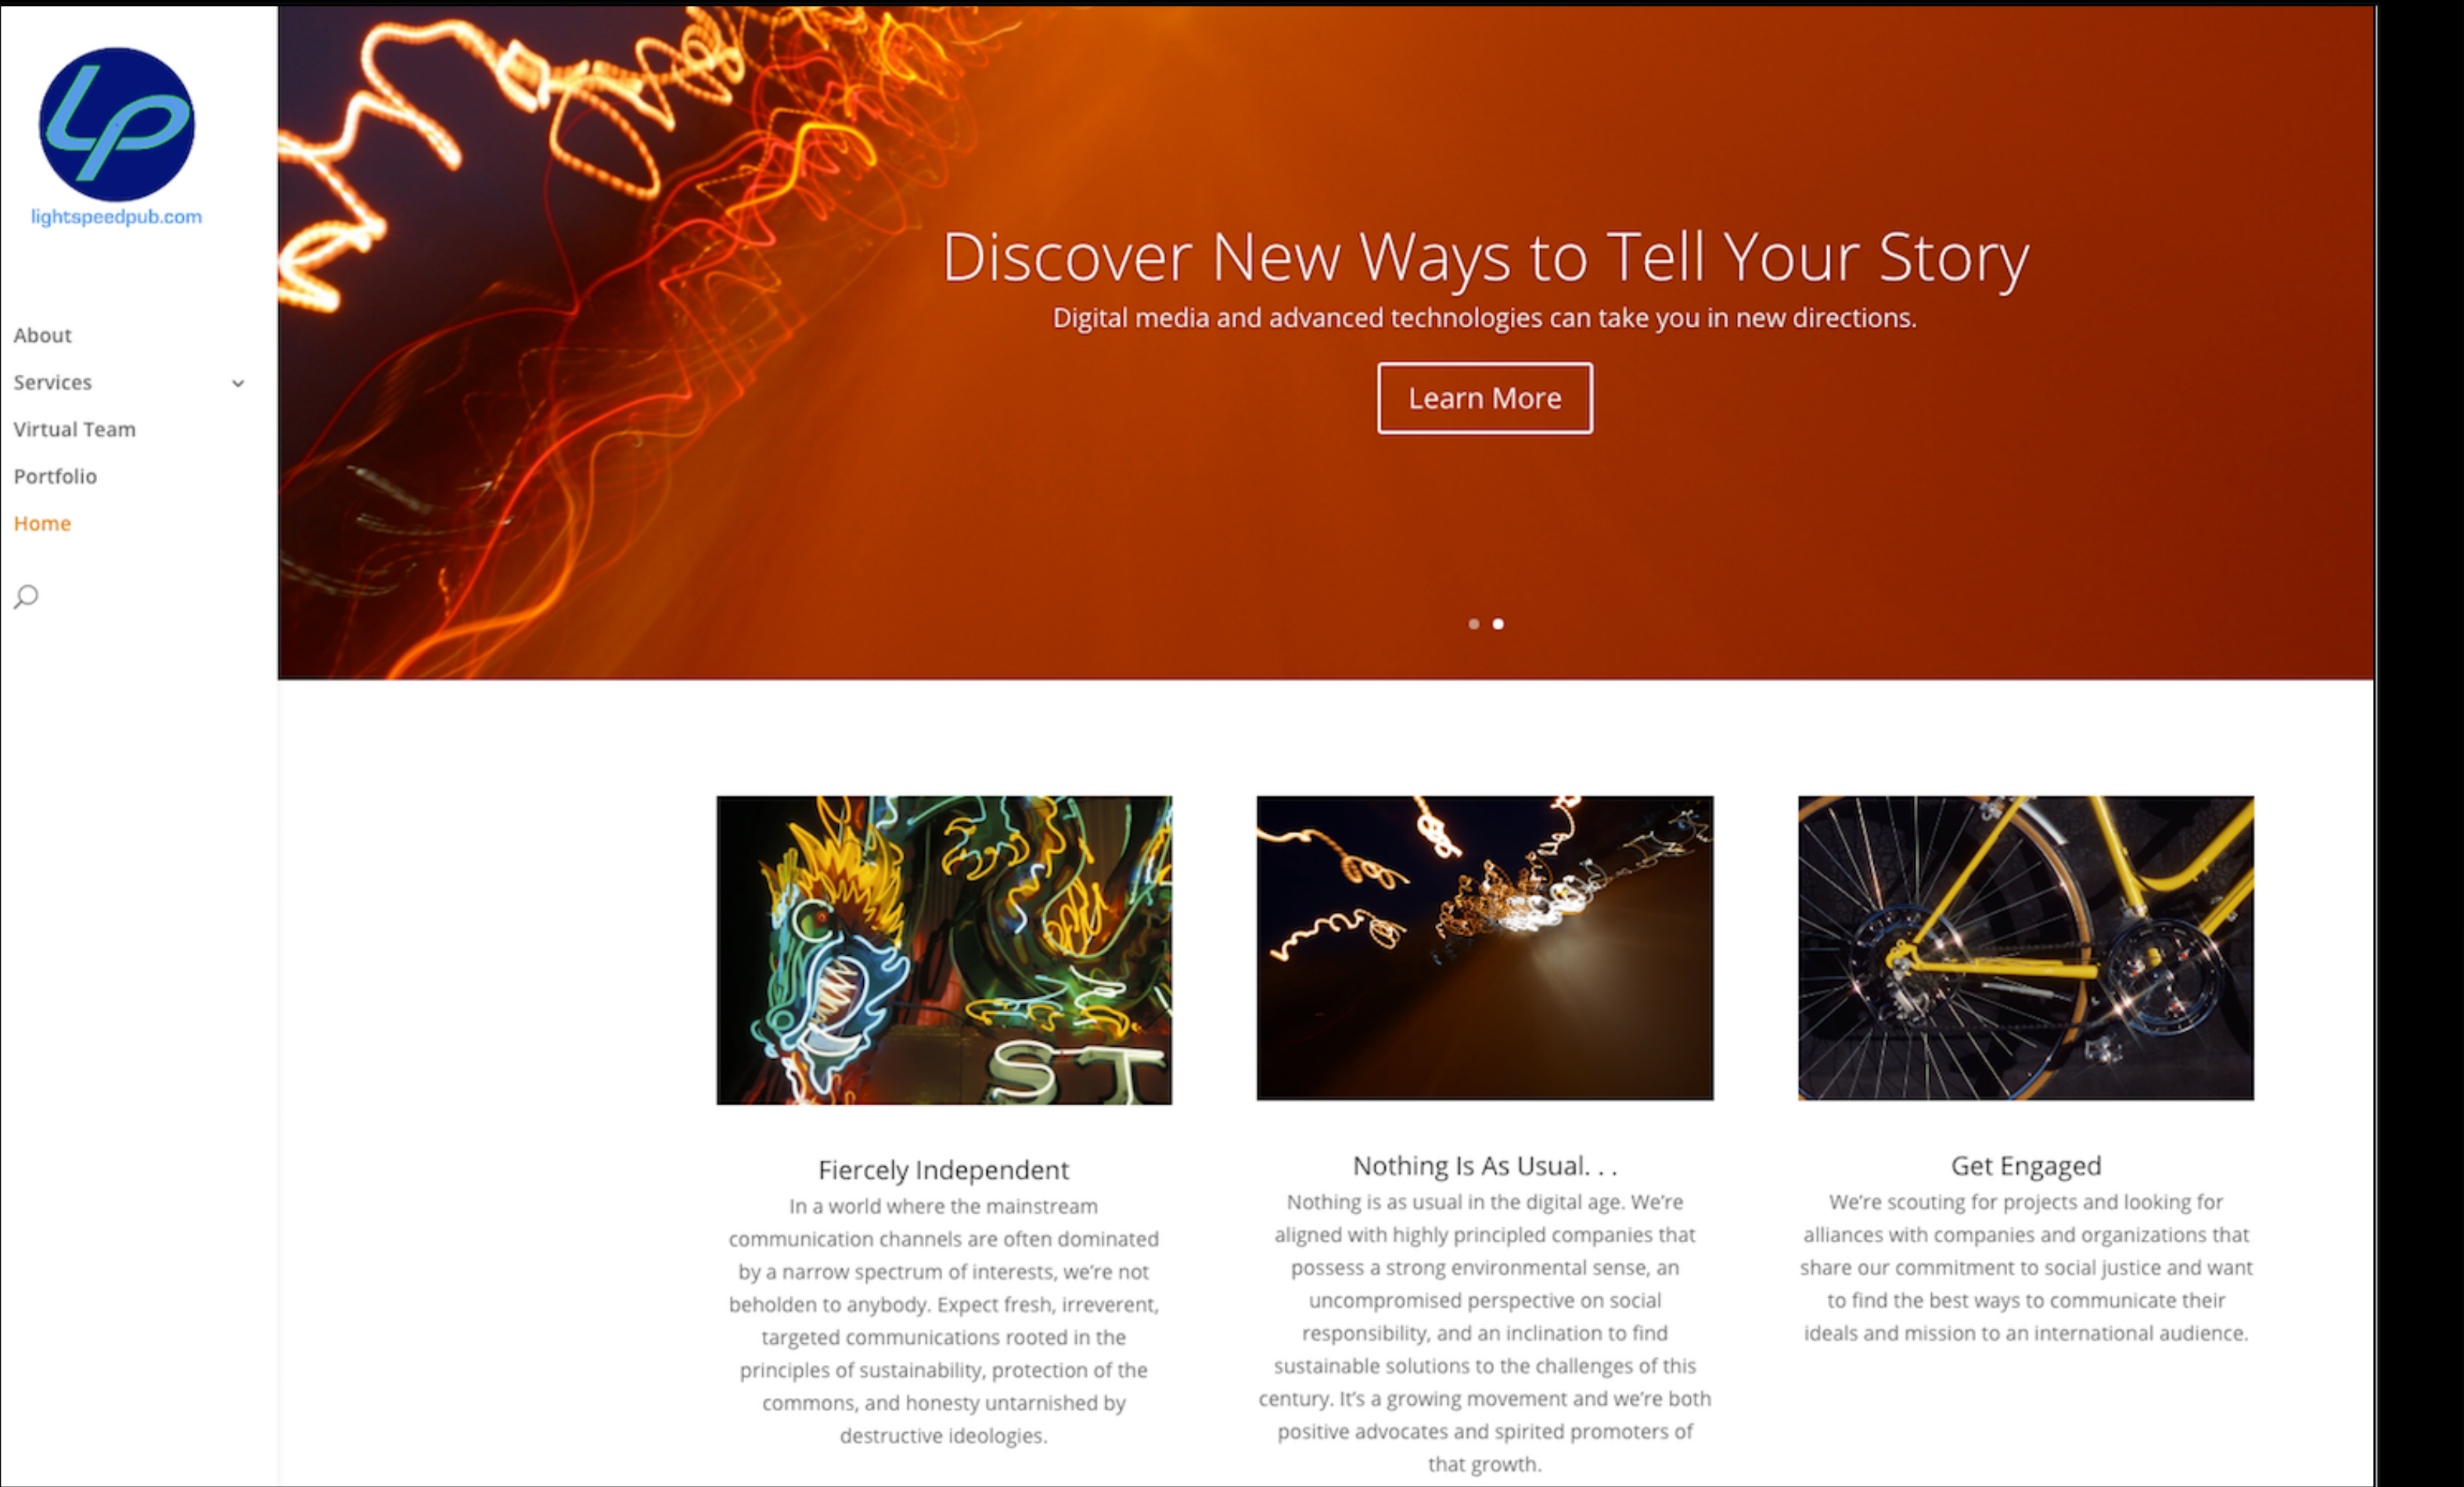 LP
lightspeedpub.com
About
Services
Virtual Team
Portfolio
Home
Discover New Ways to Tell Your Story
Digital media and advanced technologies can take you in new directions.
Learn More
ST
Fiercely Independent
In a world where the mainstream
communication channels are often dominated
by a narrow spectrum of interests, we’re not
beholden to anybody. Expect fresh, irreverent,
targeted communications rooted in the
principles of sustainability, protection of the
commons, and honesty untarnished by
destructive ideologies.
Nothing Is As Usual. . .
Nothing is as usual in the digital age. We’re
aligned with highly principled companies that
possess a strong environmental sense, an
uncompromised perspective on social
responsibility, and an inclination to find
sustainable solutions to the challenges of this
century. It’s a growing movement and we’re both
positive advocates and spirited promoters of
that growth.
Get Engaged
We’re scouting for projects and looking for
alliances with companies and organizations that
share our commitment to social justice and want
to find the best ways to communicate their
ideals and mission to an international audience.